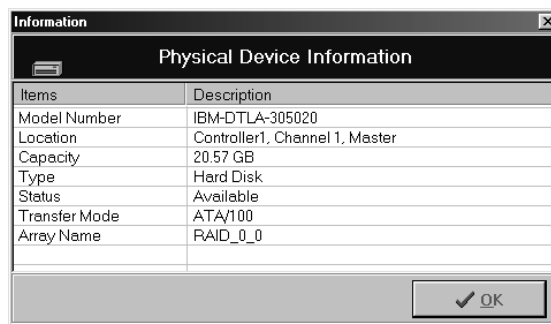 Information
Physical Device Information
Items Description
Model Number IBM-DTLA-305020
Location Controller1, Channel 1, Master
Capacity 20.57 GB
Type Hard Disk
Status Available
Transfer Mode ATA/100
Array Name RAID_0_0
OK